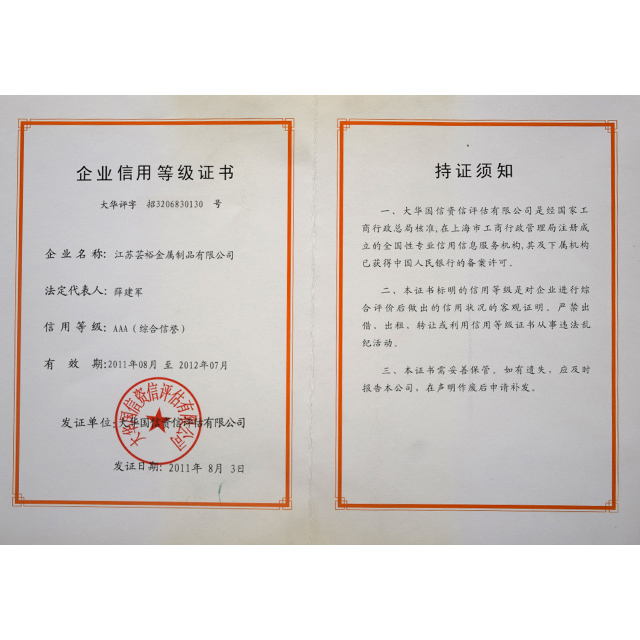 企业信用等级证书
大华评字 招3206830130 号
企业名称: 江苏芸裕金属制品有限公司
法定代表人: 薛建军
信用等级: AAA (综合信誉)
有 效 期: 2011年08月 至 2012年07月
大华国信资信评估有限公司
发证单位: 大华国信资信评估有限公司
发证日期: 2011年 8月 3日
持证须知
一、大华国信资信评估有限公司是经国家工
商行政总局核准,在上海市工商行政管理局注册成
立的全国性专业信用信息服务机构,其及下属机构
已获得中国人民银行的备案许可。
二、本证书标明的信用等级是对企业进行综
合评价后做出的信用状况的客观证明。严禁出
借、出租、转让或利用信用等级证书从事违法乱
纪活动。
三、本证书需妥善保管。如有遗失,应及时
报告本公司,在声明作废后申请补发。